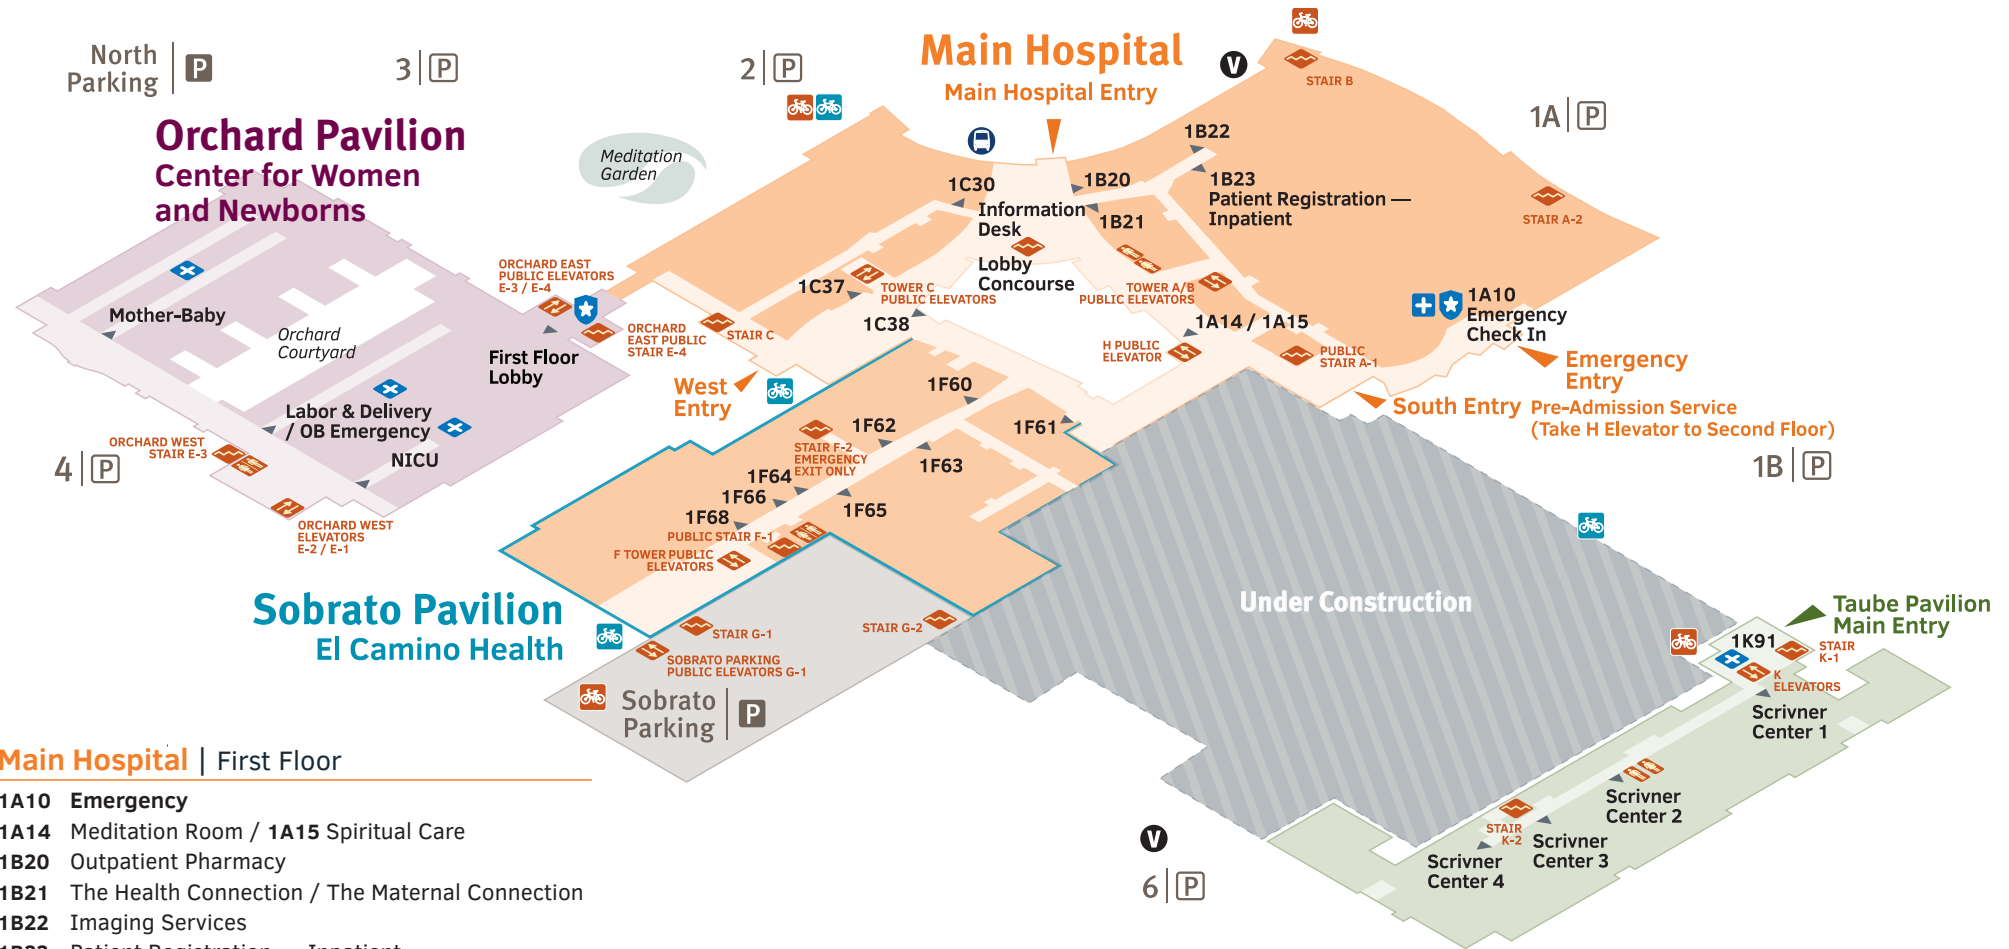 North
Parking
P
3 P
2 P
Main Hospital
Main Hospital Entry
V
STAIR B
1A P
Orchard Pavilion
Center for Women
and Newborns
Meditation
Garden
1B22
1C30
1B20
1B23
Patient Registration —
Inpatient
Information
Desk
1B21
STAIR A-2
Lobby
Concourse
ORCHARD EAST
PUBLIC ELEVATORS
E-3 / E-4
1C37
TOWER C
PUBLIC ELEVATORS
TOWER A/B
PUBLIC ELEVATORS
1A10
Emergency
Check In
Mother-Baby
Orchard
Courtyard
ORCHARD
EAST PUBLIC
STAIR E-4
STAIR C
1C38
1A14 / 1A15
H PUBLIC
ELEVATOR
PUBLIC
STAIR A-1
First Floor
Lobby
Emergency
Entry
West
Entry
1F60
South Entry
Pre-Admission Service
(Take H Elevator to Second Floor)
Labor & Delivery
/ OB Emergency
1F62
1F61
ORCHARD WEST
STAIR E-3
STAIR F-2
EMERGENCY
EXIT ONLY
1F63
NICU
4 P
1B P
1F64
1F66
1F65
1F68
ORCHARD WEST
ELEVATORS
E-2 / E-1
PUBLIC STAIR F-1
F TOWER PUBLIC
ELEVATORS
Sobrato Pavilion
El Camino Health
Under Construction
Taube Pavilion
Main Entry
STAIR G-1
STAIR G-2
1K91
STAIR
K-1
SOBRATO PARKING
PUBLIC ELEVATORS G-1
K
ELEVATORS
Sobrato
Parking
P
Scrivner
Center 1
Scrivner
Center 2
STAIR
K-2
Scrivner
Center 3
Scrivner
Center 4
V
6 P
Main Hospital | First Floor
1A10 Emergency
1A14 Meditation Room / 1A15 Spiritual Care
1B20 Outpatient Pharmacy
1B21 The Health Connection / The Maternal Connection
1B22 Imaging Services
1B23 Patient Registration — Inpatient